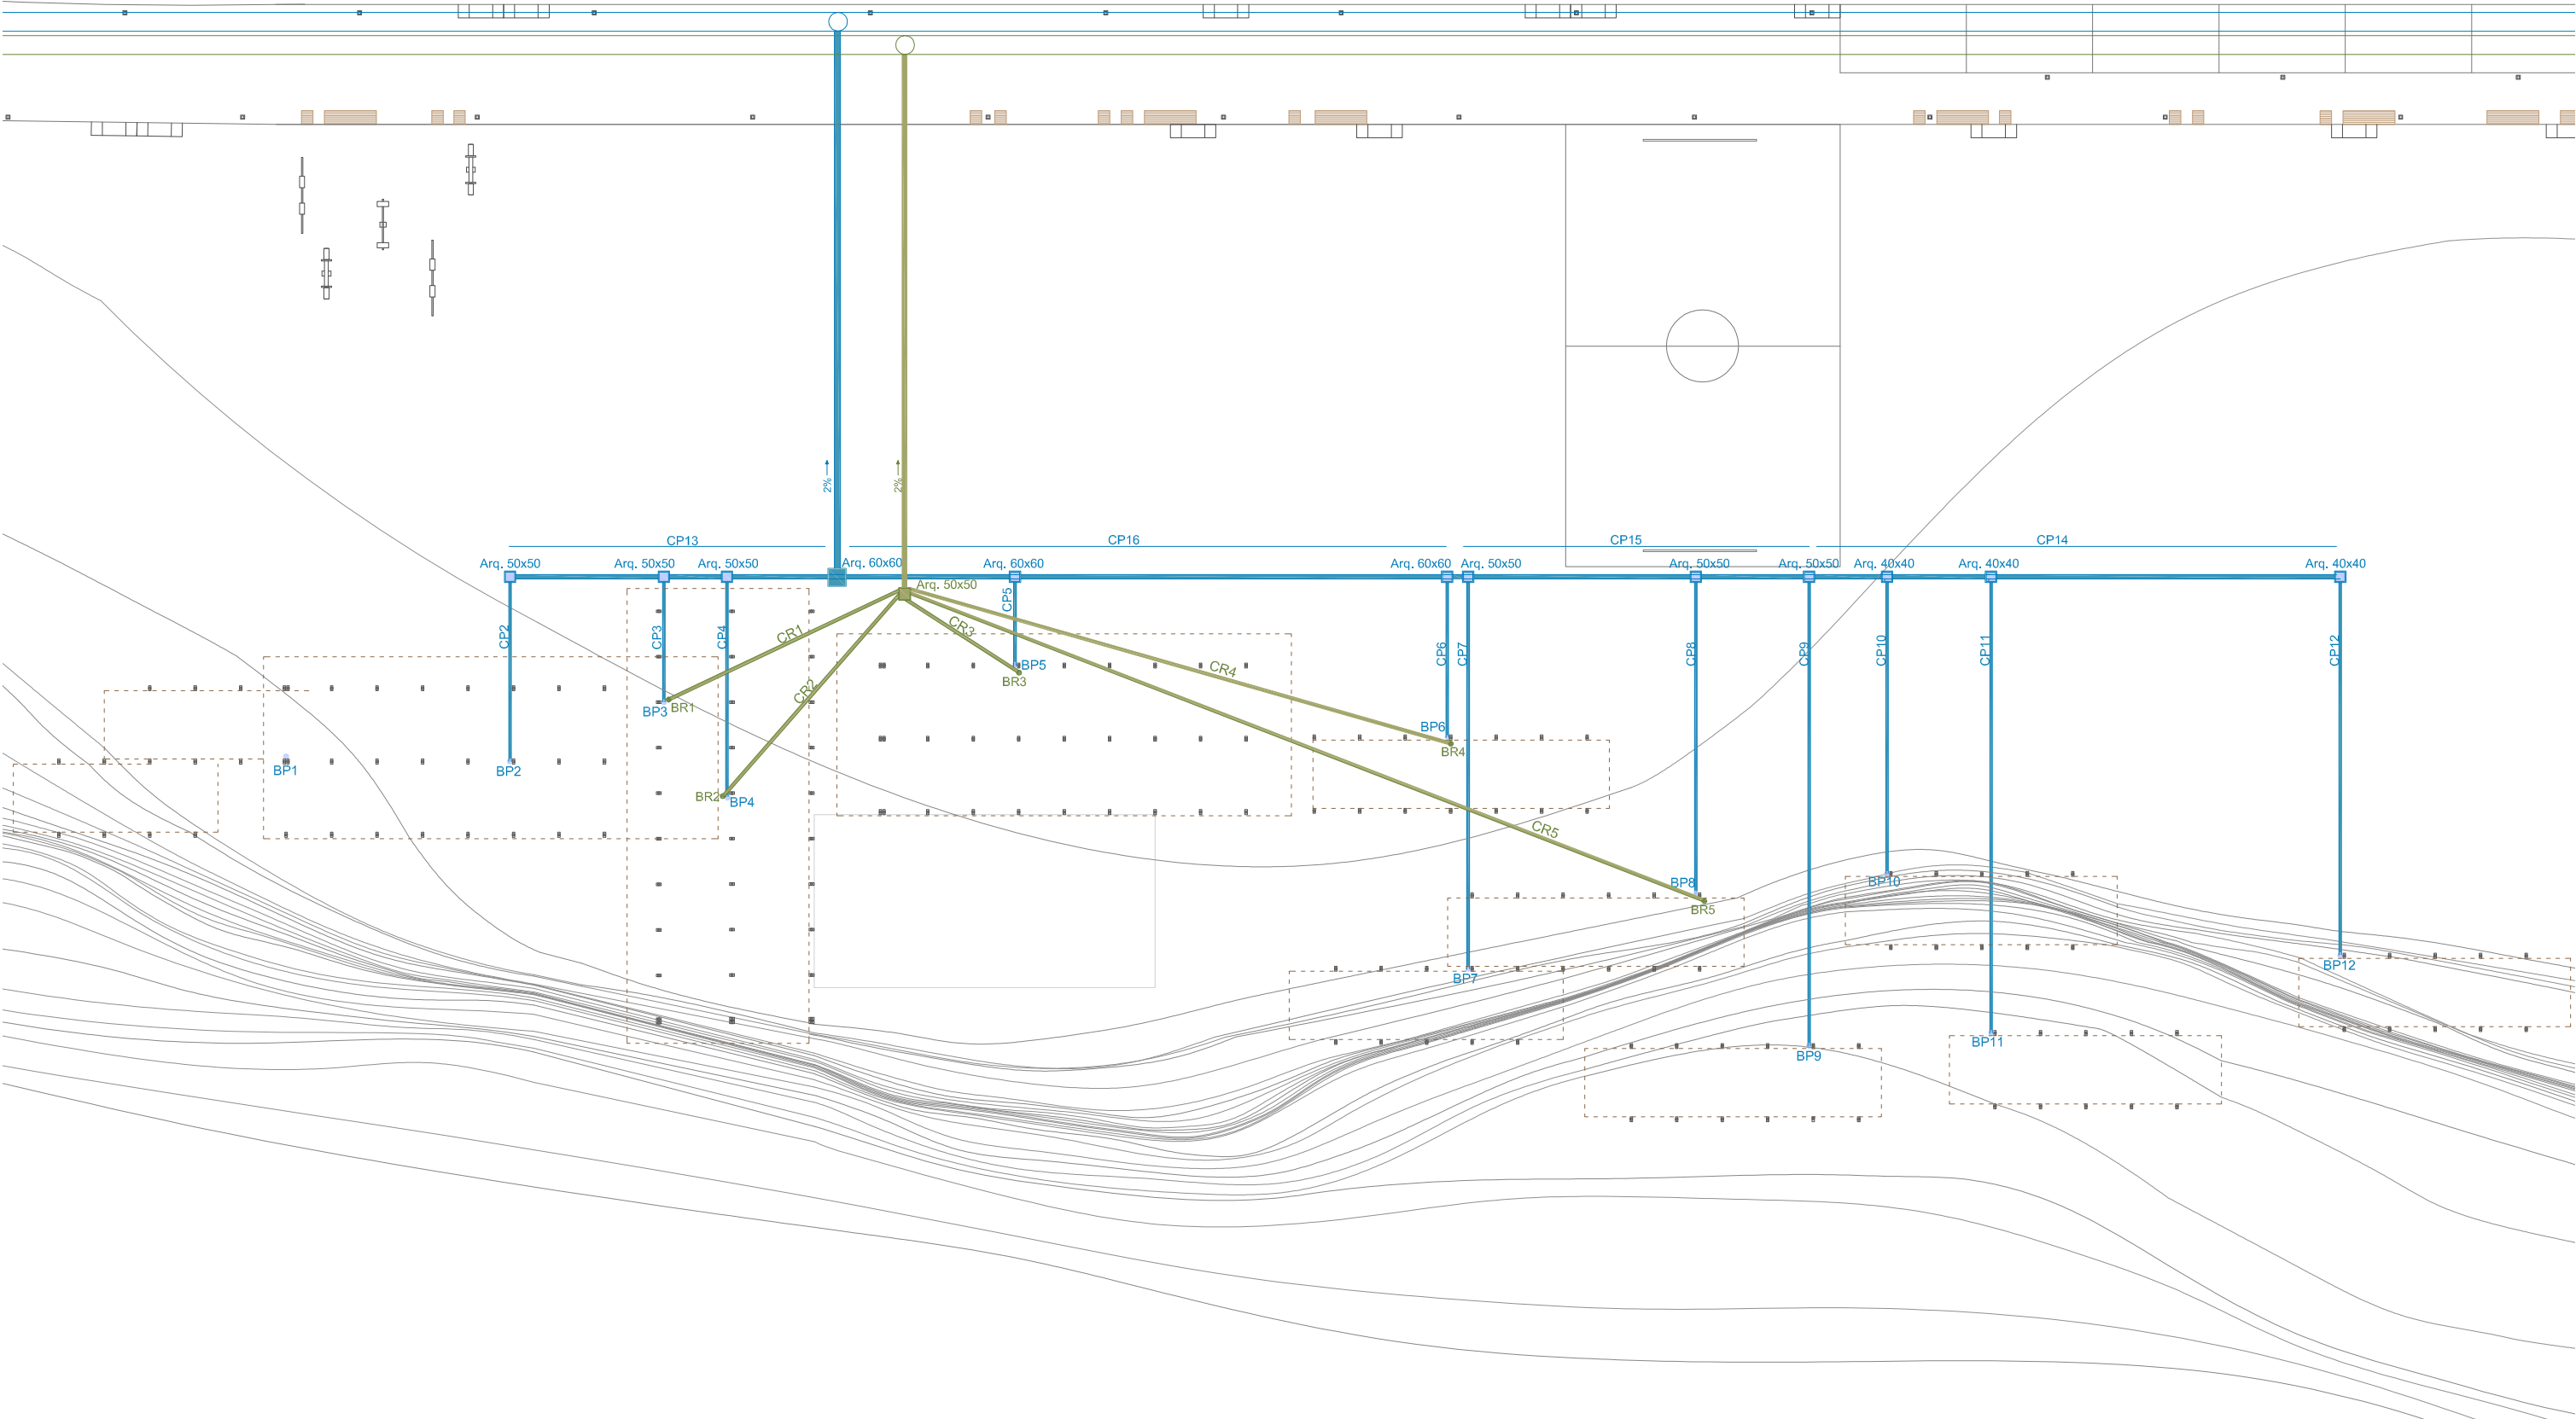 2%
2%
CP13
CP16
CP15
CP14
Arq. 50x50
Arq. 50x50
Arq. 50x50
Arq. 60x60
Arq. 60x60
Arq. 60x60
Arq. 50x50
Arq. 50x50
Arq. 50x50
Arq. 40x40
Arq. 40x40
Arq. 40x40
Arq. 50x50
CP2
CP3
CP4
CR1
CR2
CR3
CP5
CR4
CP6
CP7
CP8
CP9
CP10
CP11
CP12
BP5
BR3
BP3
BR1
BP6
BR4
BP1
BP2
BR2
BP4
CR5
BP8
BR5
BP10
BP7
BP12
BP11
BP9